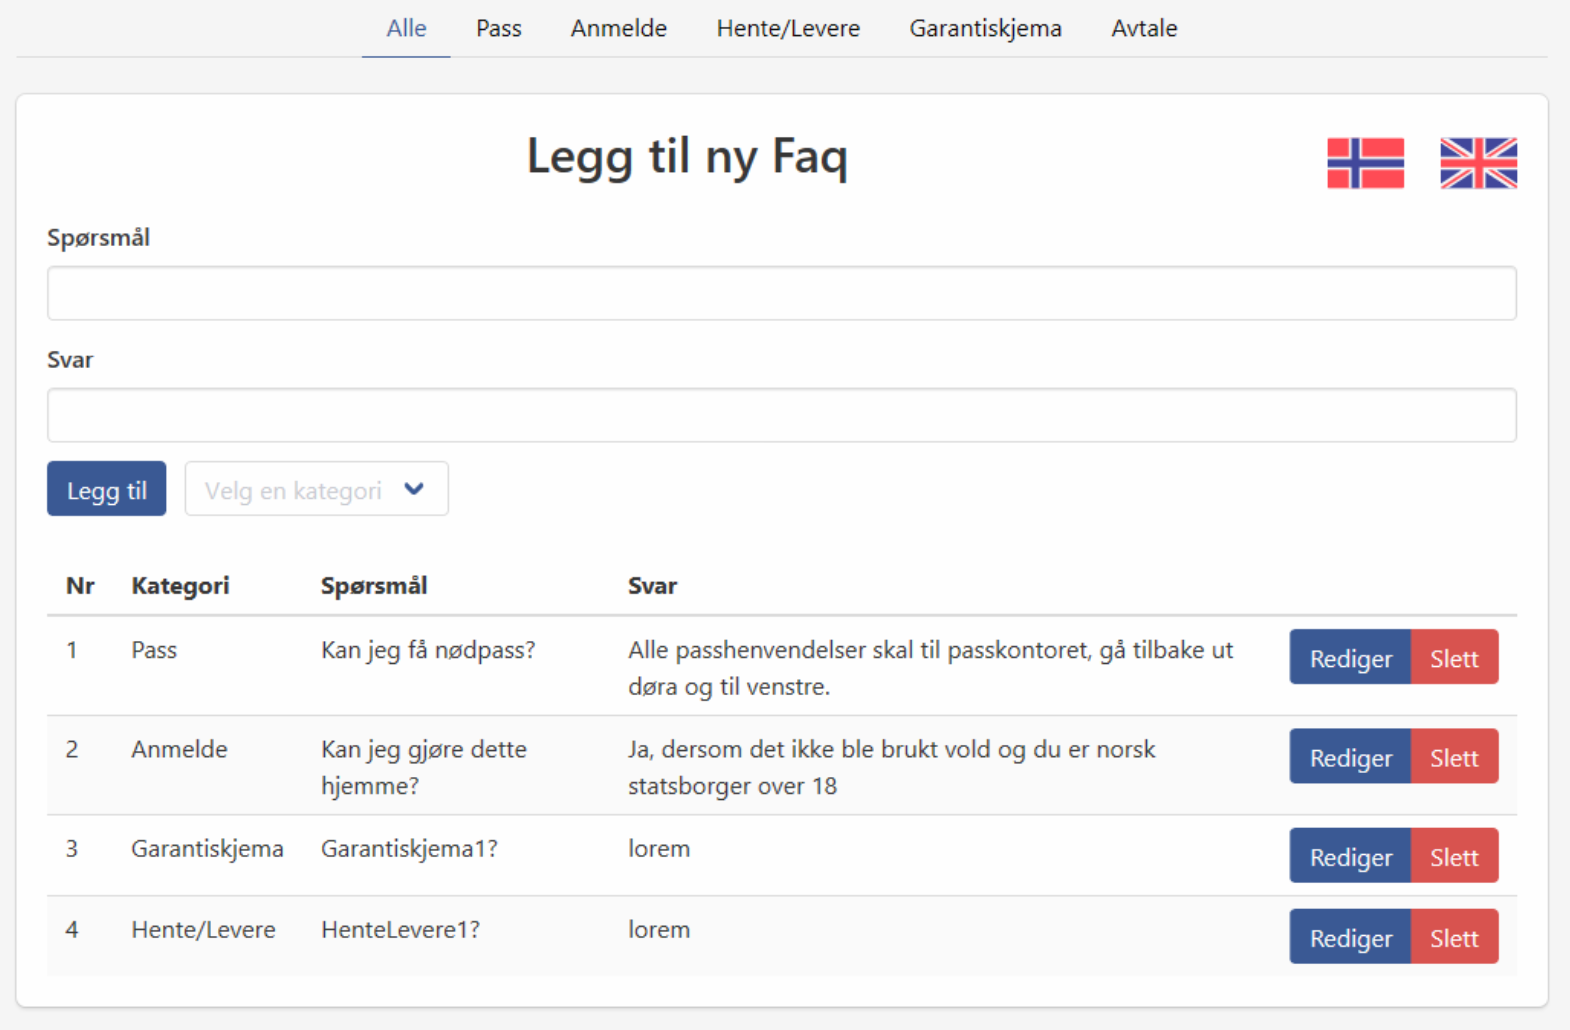 Alle Pass Anmelde Hente/Levere Garantiskjema Avtale
Legg til ny Faq
Spørsmål
Svar
Legg til Velg en kategori
Nr Kategori Spørsmål Svar
1 Pass Kan jeg få nødpass? Alle passhenvendelser skal til passkontoret, gå tilbake ut Rediger Slett
døra og til venstre.
2 Anmelde Kan jeg gjøre dette Ja, dersom det ikke ble brukt vold og du er norsk Rediger Slett
hjemme? statsborger over 18
3 Garantiskjema Garantiskjema1? lorem Rediger Slett
4 Hente/Levere HenteLevere1? lorem Rediger Slett